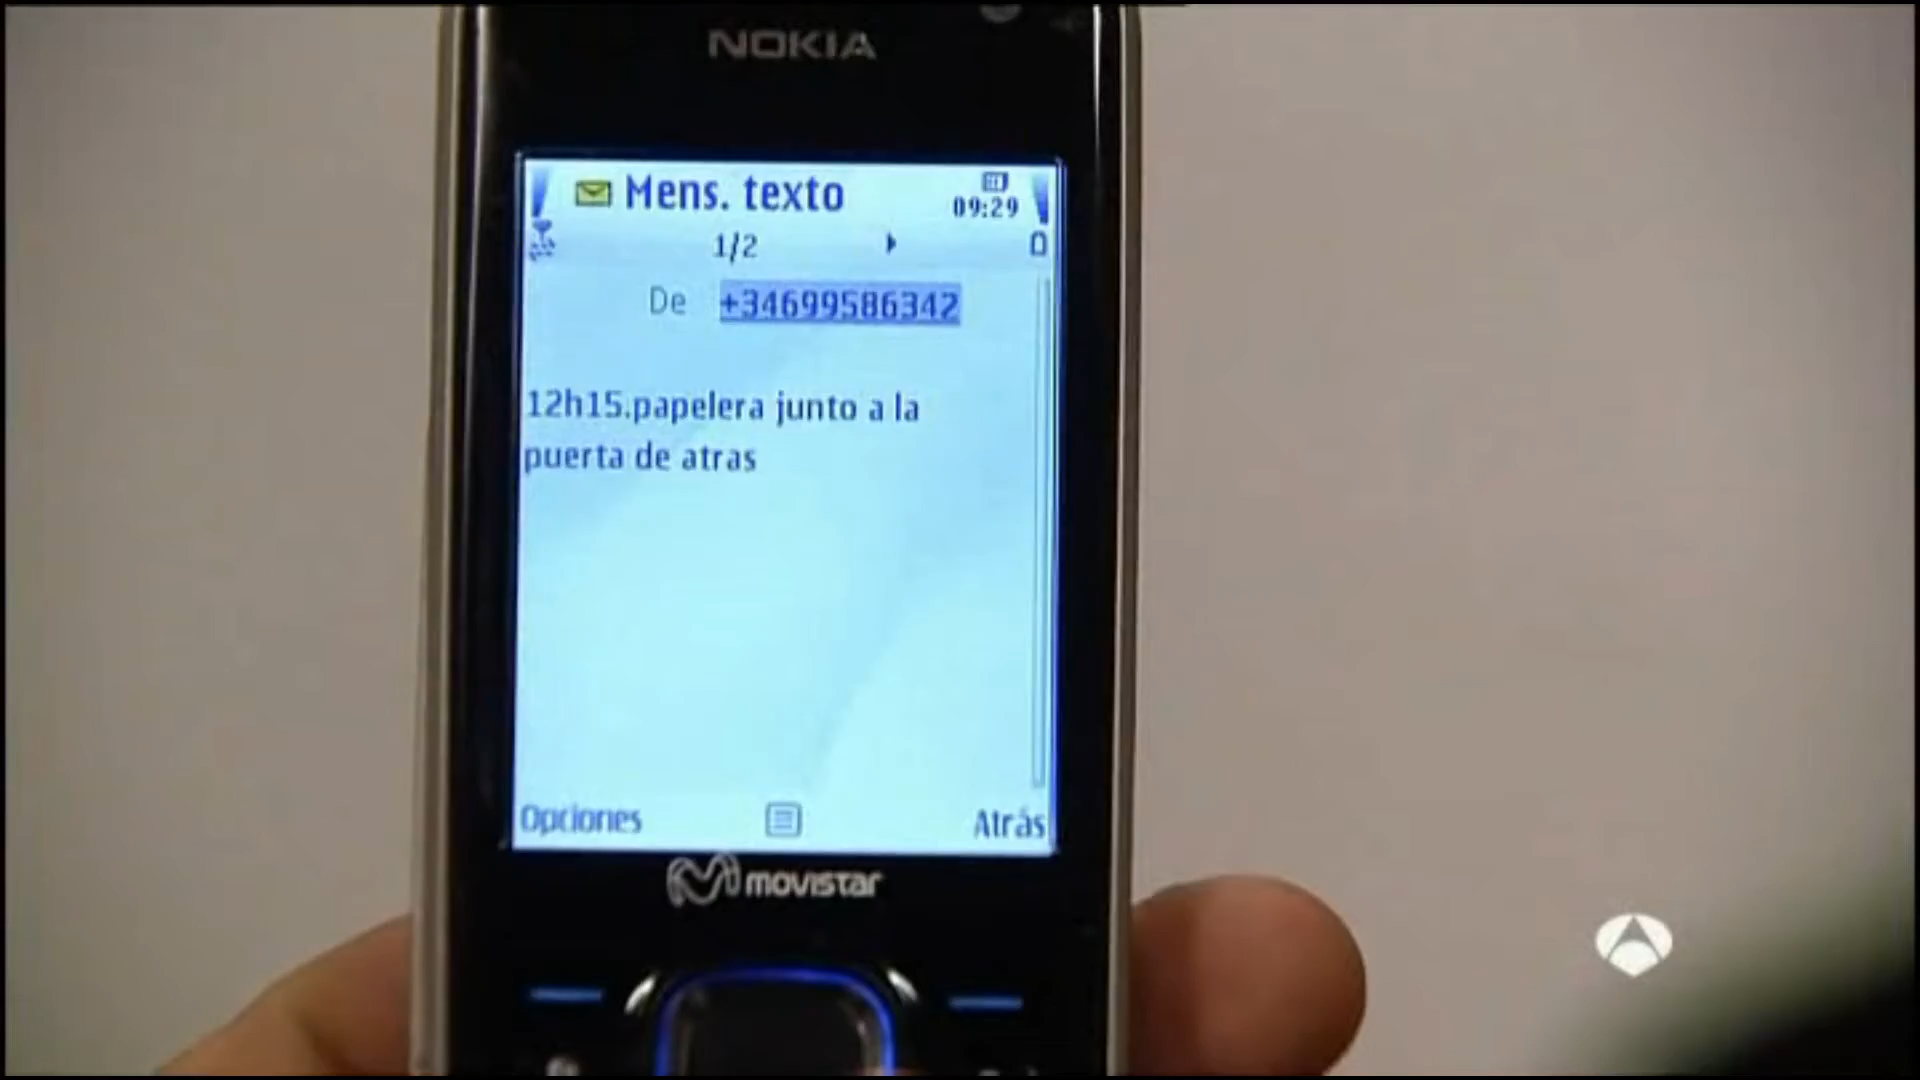 NOKIA
Mens. texto
09:29
1/2
De +34699586342
12h15.papelera junto a la
puerta de atras
Opciones
Atrás
movistar